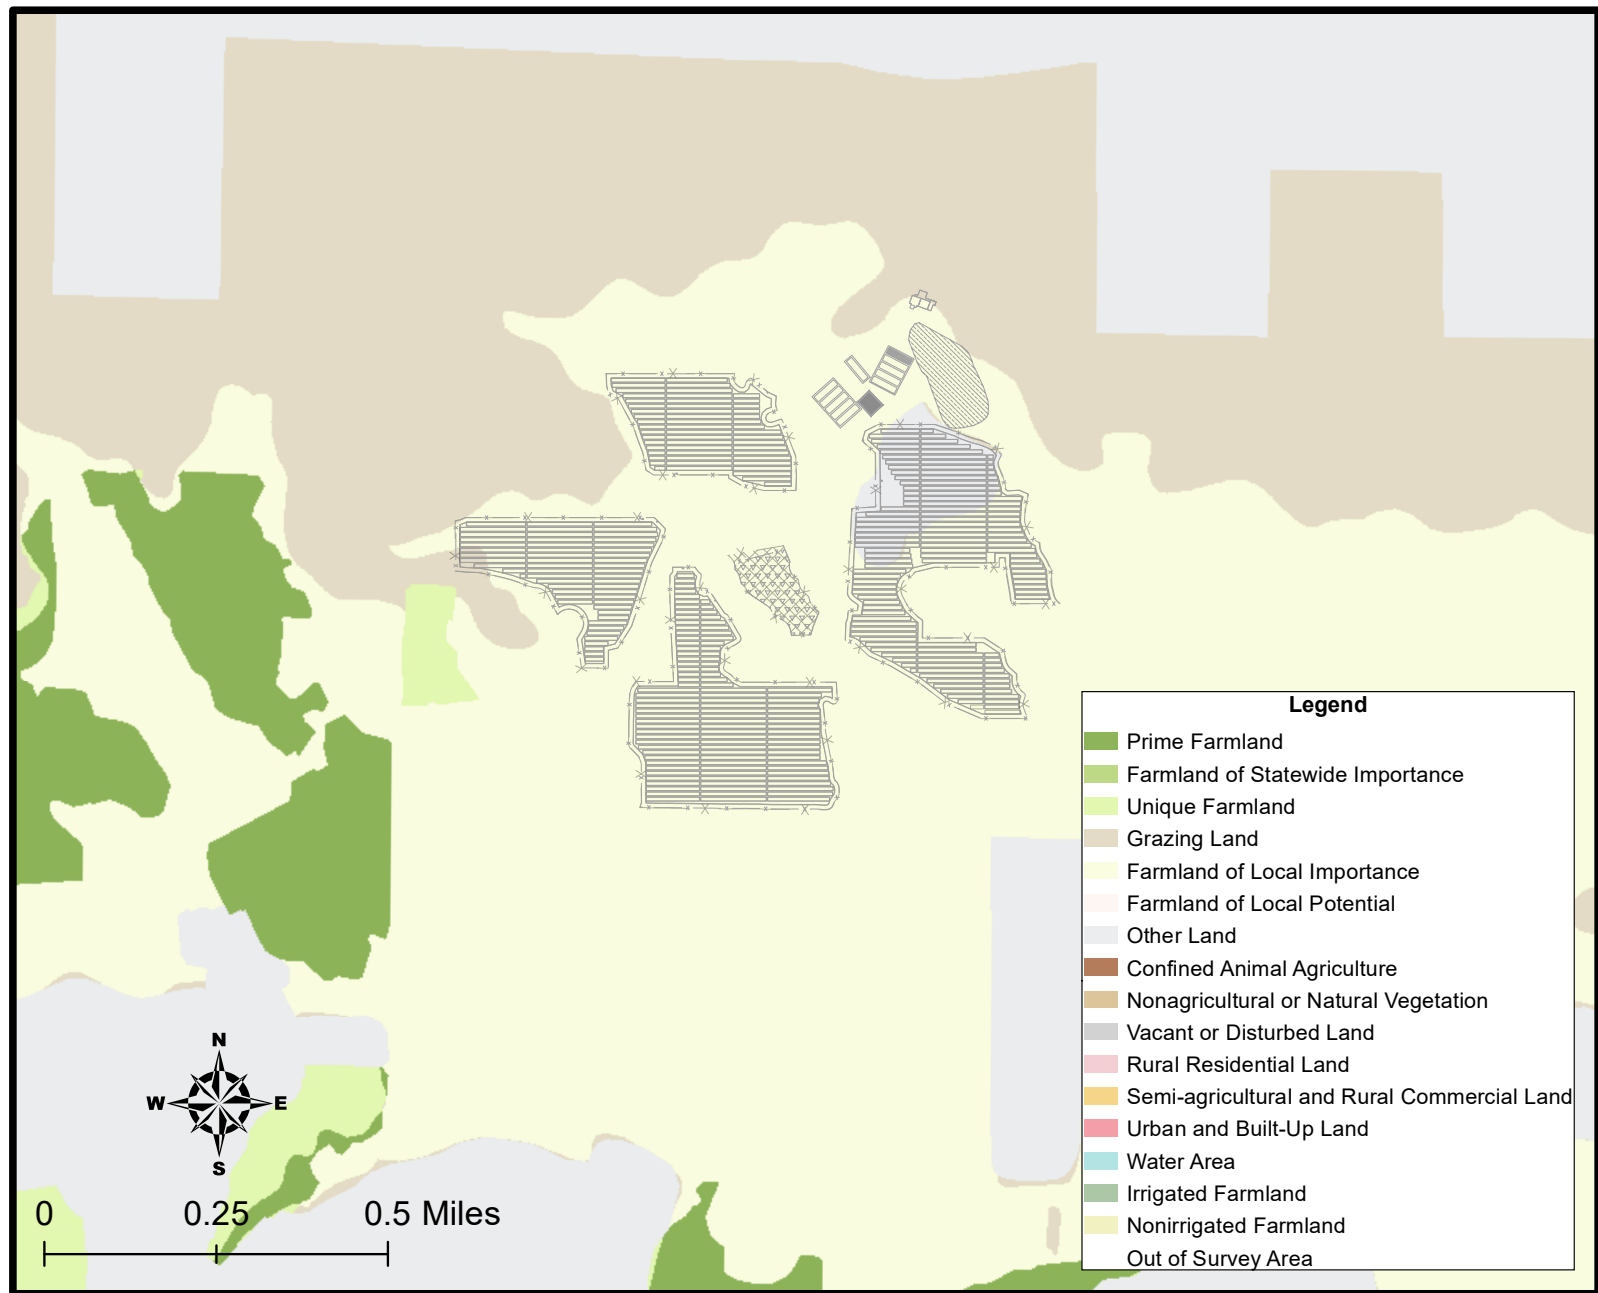 Legend
Prime Farmland
Farmland of Statewide Importance
Unique Farmland
Grazing Land
Farmland of Local Importance
Farmland of Local Potential
Other Land
Confined Animal Agriculture
Nonagricultural or Natural Vegetation
Vacant or Disturbed Land
Rural Residential Land
Semi-agricultural and Rural Commercial Land
Urban and Built-Up Land
Water Area
Irrigated Farmland
Nonirrigated Farmland
Out of Survey Area
N
W E
S
0 0.25 0.5 Miles